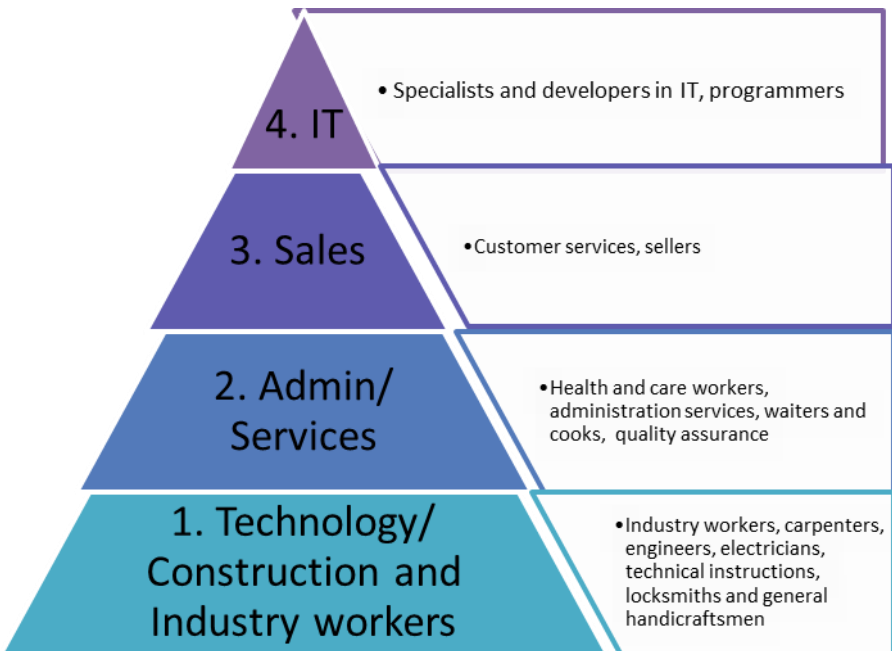 4. IT
• Specialists and developers in IT, programmers
3. Sales
•Customer services, sellers
2. Admin/
Services
•Health and care workers,
administration services, waiters and
cooks, quality assurance
1. Technology/
Construction and
Industry workers
•Industry workers, carpenters,
engineers, electricians,
technical instructions,
locksmiths and general
handicraftsmen